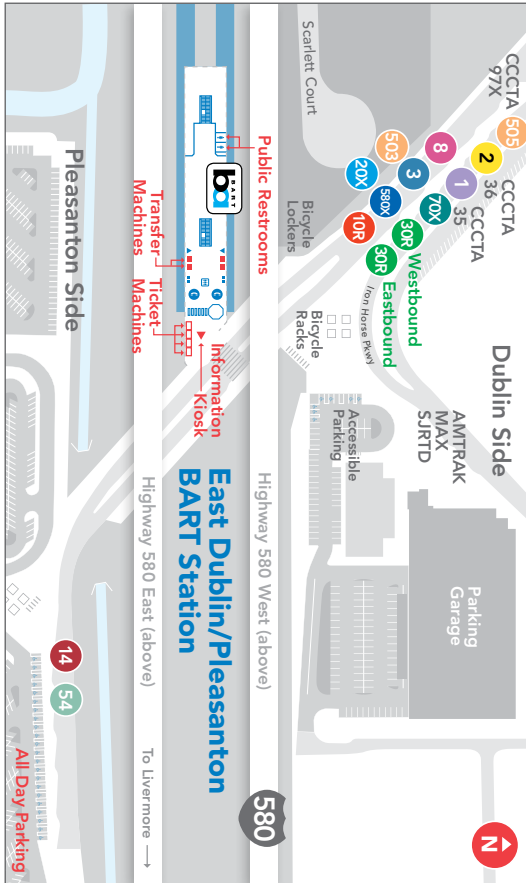 Dublin Side
CCCTA
97X
505
2
CCCTA
36
1
CCCTA
35
8
503
3
70X
20X
580X
30R
Westbound
10R
30R
Eastbound
Scarlett Court
Iron Horse Pkwy
Bicycle
Lockers
Bicycle
Racks
AMTRAK
MAX
SJRTD
Accessible
Parking
Parking
Garage
N
Highway 580 West (above)
580
Public Restrooms
BART
ba
Transfer
Machines
Ticket
Machines
Information
Kiosk
East Dublin/Pleasanton
BART Station
Highway 580 East (above)
To Livermore
Pleasanton Side
14
54
All Day Parking